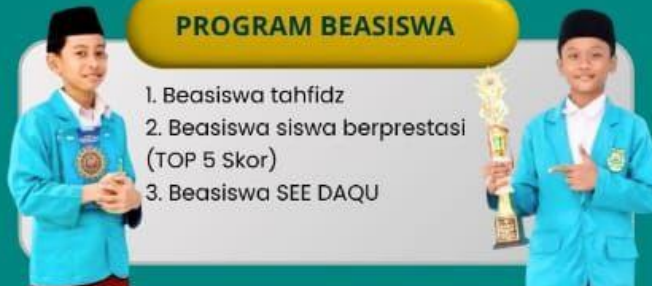 PROGRAM BEASISWA
1. Beasiswa tahfidz
2. Beasiswa siswa berprestasi
(TOP 5 Skor)
3. Beasiswa SEE DAQU